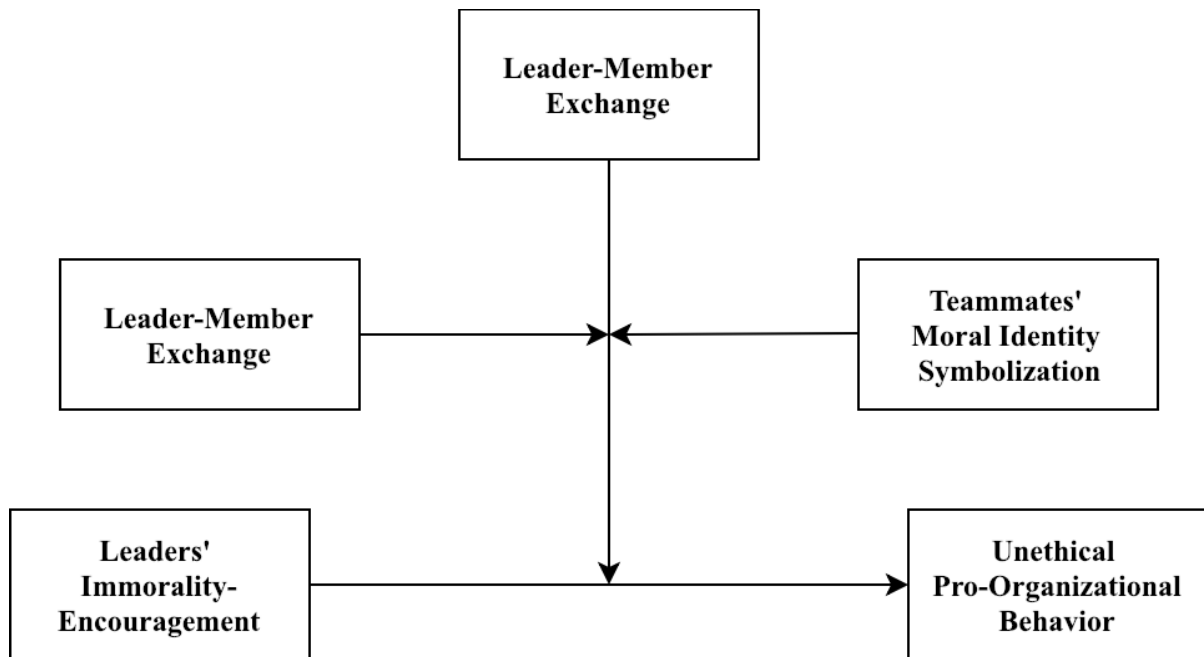 Leader-Member
Exchange
Leader-Member
Exchange
Teammates'
Moral Identity
Symbolization
Leaders'
Immorality-
Encouragement
Unethical
Pro-Organizational
Behavior